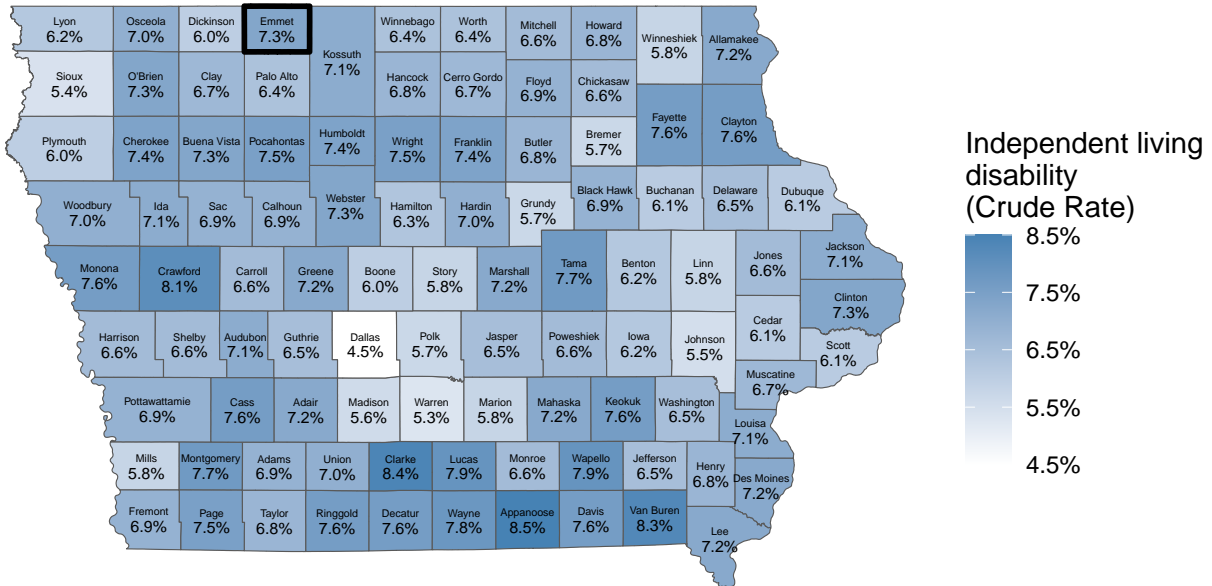 Lyon
6.2%
Osceola
7.0%
Dickinson
6.0%
Emmet
7.3%
Kossuth
7.1%
Winnebago
6.4%
Worth
6.4%
Mitchell
6.6%
Howard
6.8%
Winneshiek
5.8%
Allamakee
7.2%
Sioux
5.4%
O'Brien
7.3%
Clay
6.7%
Palo Alto
6.4%
Hancock
6.8%
Cerro Gordo
6.7%
Floyd
6.9%
Chickasaw
6.6%
Fayette
7.6%
Clayton
7.6%
Plymouth
6.0%
Cherokee
7.4%
Buena Vista
7.3%
Pocahontas
7.5%
Humboldt
7.4%
Wright
7.5%
Franklin
7.4%
Butler
6.8%
Bremer
5.7%
Woodbury
7.0%
Ida
7.1%
Sac
6.9%
Calhoun
6.9%
Webster
7.3%
Hamilton
6.3%
Hardin
7.0%
Grundy
5.7%
Black Hawk
6.9%
Buchanan
6.1%
Delaware
6.5%
Dubuque
6.1%
Monona
7.6%
Crawford
8.1%
Carroll
6.6%
Greene
7.2%
Boone
6.0%
Story
5.8%
Marshall
7.2%
Tama
7.7%
Benton
6.2%
Linn
5.8%
Jones
6.6%
Jackson
7.1%
Clinton
7.3%
Harrison
6.6%
Shelby
6.6%
Audubon
7.1%
Guthrie
6.5%
Dallas
4.5%
Polk
5.7%
Jasper
6.5%
Poweshiek
6.6%
Iowa
6.2%
Johnson
5.5%
Cedar
6.1%
Scott
6.1%
Muscatine
6.7%
Pottawattamie
6.9%
Cass
7.6%
Adair
7.2%
Madison
5.6%
Warren
5.3%
Marion
5.8%
Mahaska
7.2%
Keokuk
7.6%
Washington
6.5%
Louisa
7.1%
Mills
5.8%
Montgomery
7.7%
Adams
6.9%
Union
7.0%
Clarke
8.4%
Lucas
7.9%
Monroe
6.6%
Wapello
7.9%
Jefferson
6.5%
Henry
6.8%
Des Moines
7.2%
Fremont
6.9%
Page
7.5%
Taylor
6.8%
Ringgold
7.6%
Decatur
7.6%
Wayne
7.8%
Appanoose
8.5%
Davis
7.6%
Van Buren
8.3%
Lee
7.2%
Independent living
disability
(Crude Rate)
8.5%
7.5%
6.5%
5.5%
4.5%